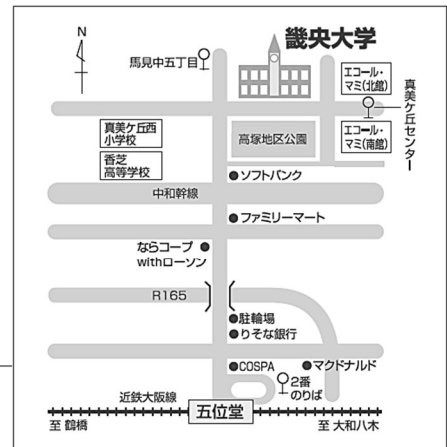 N
畿央大学
馬見中五丁目
エコール・
マミ(北館)
真美ケ丘センター
エコール・
マミ(南館)
真美ケ丘西
小学校
高塚地区公園
香芝
高等学校
ソフトバンク
中和幹線
ファミリーマート
ならコープ
withローソン
R165
駐輪場
りそな銀行
COSPA
マクドナルド
2番
のりば
近鉄大阪線
五位堂
至 鶴橋
至 大和八木